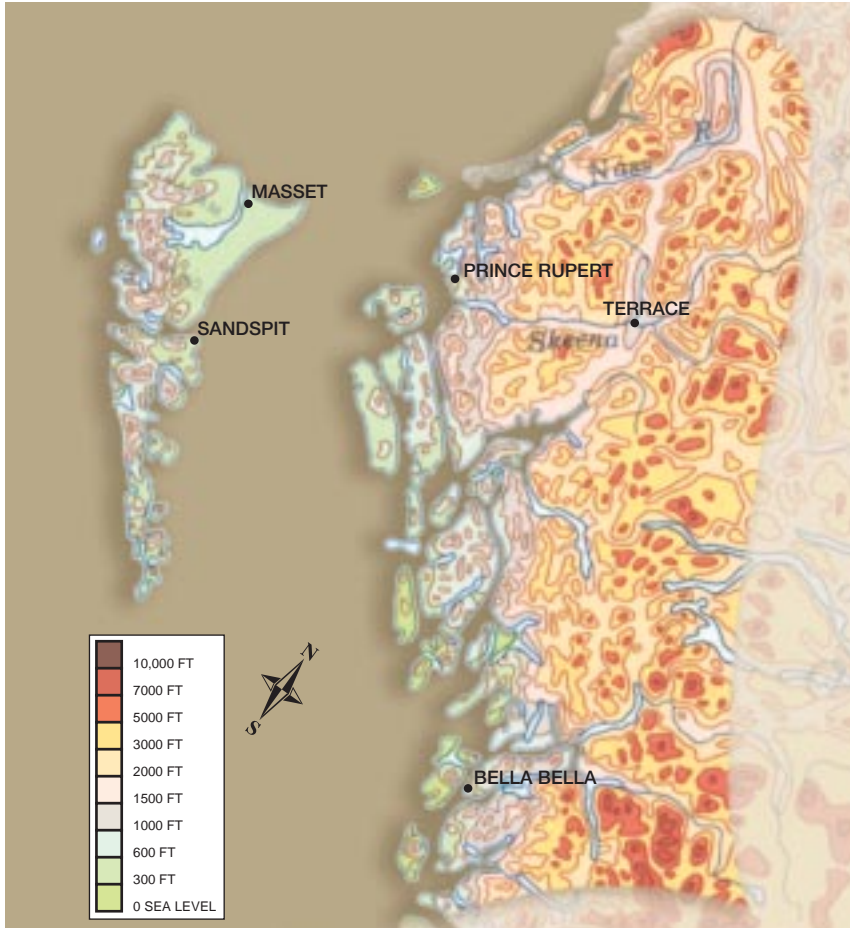 R
Nass
MASSET
PRINCE RUPERT
TERRACE
SANDSPIT
Skeena
10,000 FT
7000 FT
5000 FT
3000 FT
2000 FT
1500 FT
1000 FT
600 FT
300 FT
0 SEA LEVEL
N
S
BELLA BELLA